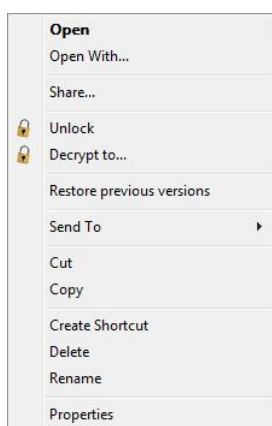 Open
Open With...
Share...
Unlock
Decrypt to...
Restore previous versions
Send To
Cut
Copy
Create Shortcut
Delete
Rename
Properties